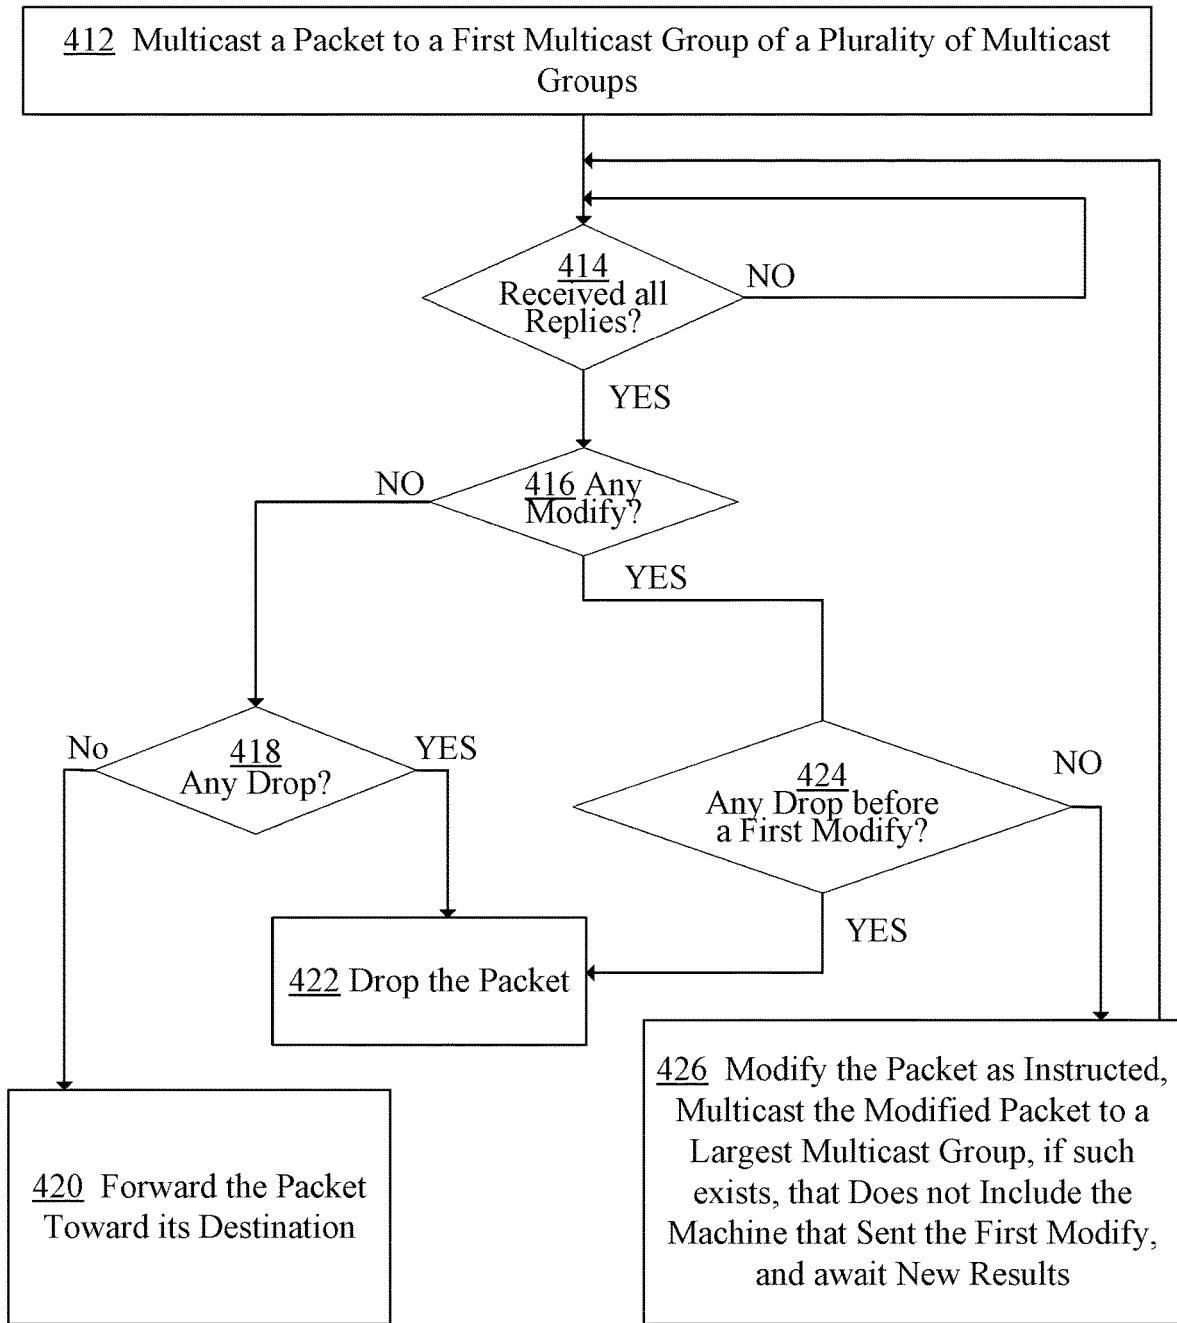 412 Multicast a Packet to a First Multicast Group of a Plurality of Multicast
Groups
414
Received all
Replies?
NO
YES
416 Any
Modify?
NO
YES
418
Any Drop?
No
YES
424
Any Drop before
a First Modify?
NO
YES
422 Drop the Packet
420 Forward the Packet
Toward its Destination
426 Modify the Packet as Instructed,
Multicast the Modified Packet to a
Largest Multicast Group, if such
exists, that Does not Include the
Machine that Sent the First Modify,
and await New Results